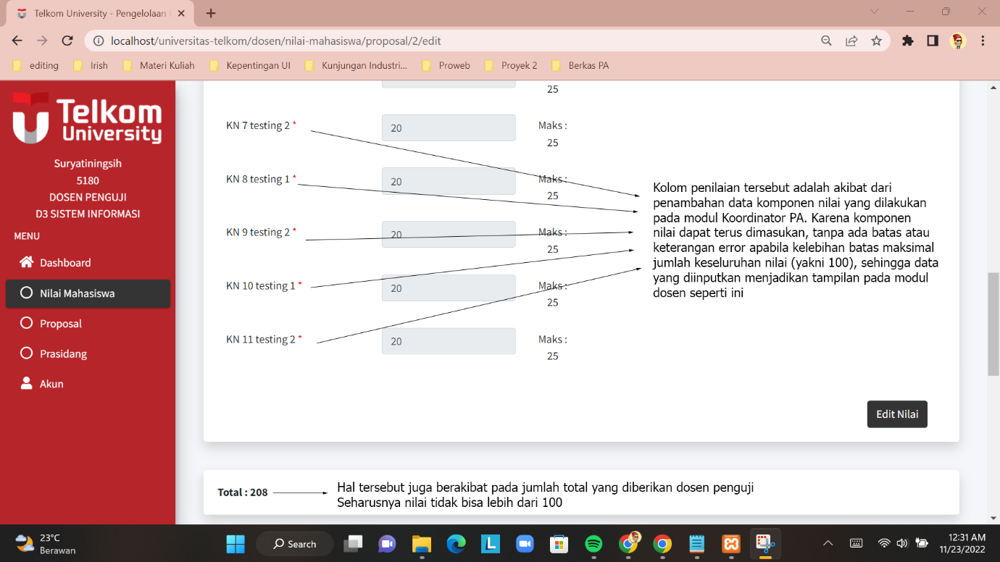 Telkom University - Pengelolaan
localhost/universitas-telkom/dosen/nilai-mahasiswa/proposal/2/edit
editing
Irish
Materi Kuliah
Kepentingan UI
Kunjungan Industri...
Proweb
Proyek 2
Berkas PA
Telkom
University
Suryatiningsih
5180
DOSEN PENGUJI
D3 SISTEM INFORMASI
MENU
Dashboard
Nilai Mahasiswa
Proposal
Prasidang
Akun
25
KN 7 testing 2 *
20
Maks :
25
KN 8 testing 1 *
20
Maks :
25
KN 9 testing 2 *
20
Maks :
25
KN 10 testing 1 *
20
Maks :
25
KN 11 testing 2 *
20
Maks :
25
Kolom penilaian tersebut adalah akibat dari
penambahan data komponen nilai yang dilakukan
pada modul Koordinator PA. Karena komponen
nilai dapat terus dimasukan, tanpa ada batas atau
keterangan error apabila kelebihan batas maksimal
jumlah keseluruhan nilai (yakni 100), sehingga data
yang diinputkan menjadikan tampilan pada modul
dosen seperti ini
Edit Nilai
Total : 208
Hal tersebut juga berakibat pada jumlah total yang diberikan dosen penguji
Seharusnya nilai tidak bisa lebih dari 100
23°C
Berawan
Search
L
12:31 AM
11/23/2022